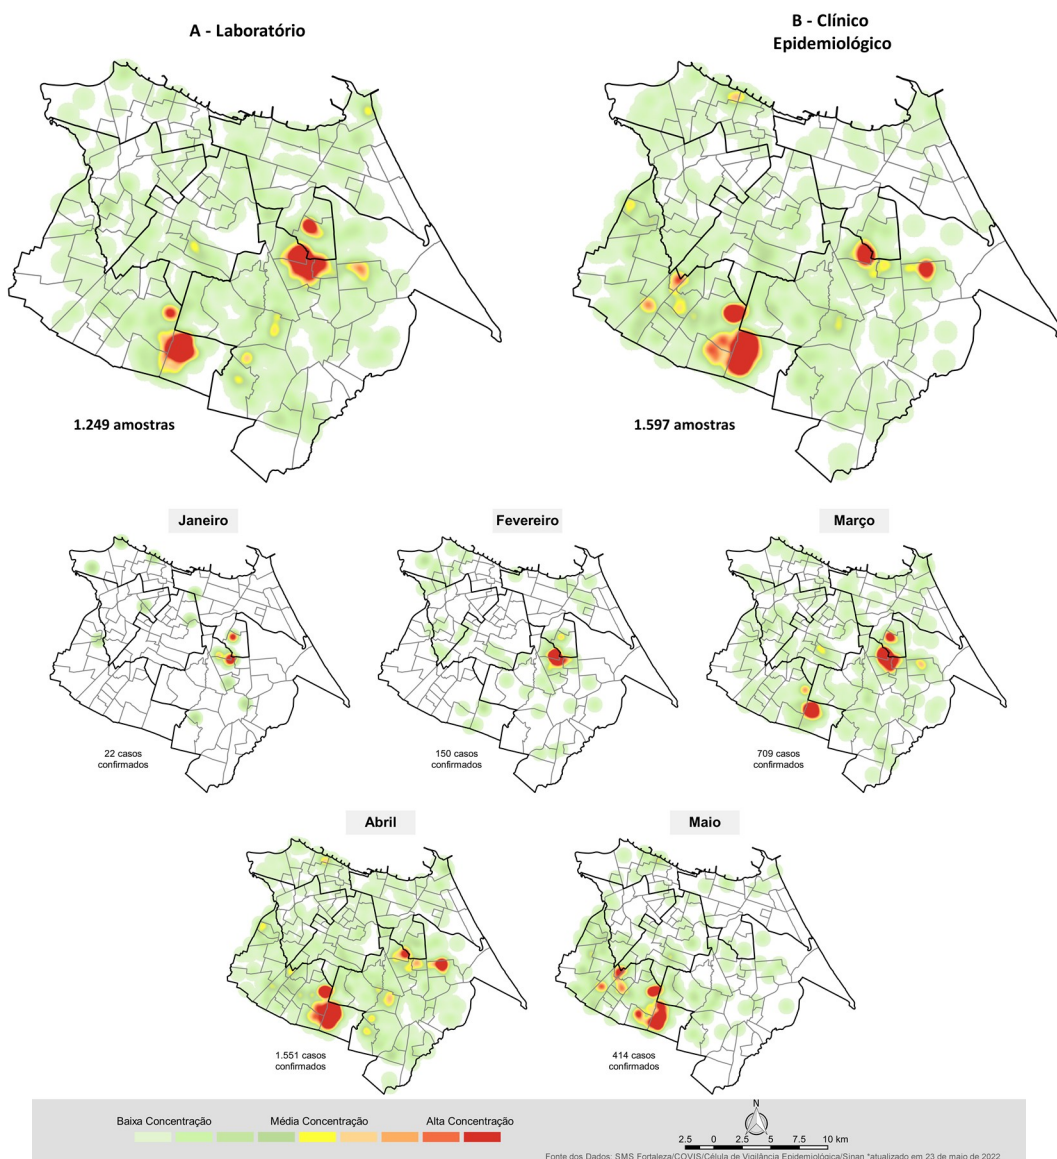 A - Laboratório
B - Clínico
Epidemiológico
1.249 amostras
1.597 amostras
Janeiro
Fevereiro
Março
22 casos
confirmados
150 casos
confirmados
709 casos
confirmados
Abril
Maio
1.551 casos
confirmados
414 casos
confirmados
Baixa Concentração
Média Concentração
Alta Concentração
N
2.5 0 2.5 5 7.5 10 km
Fonte dos Dados: SMS Fortaleza/COVIS/Célula de Vigilância Epidemiológica/Sinan *atualizado em 23 de maio de 2022